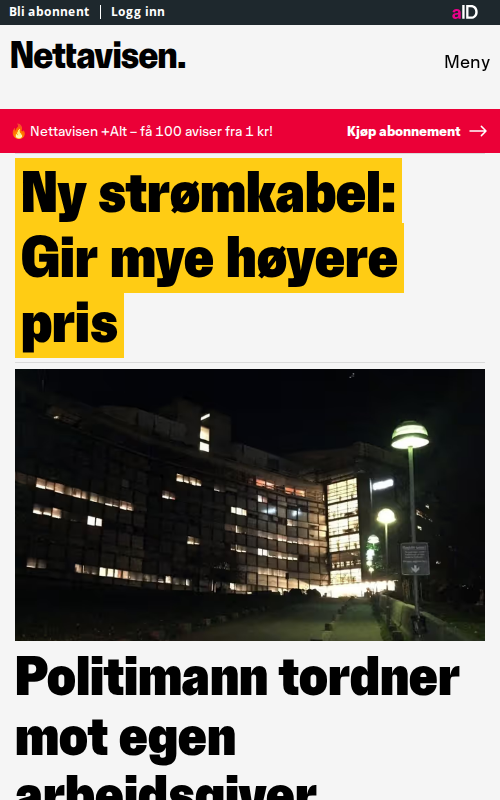 Bli abonnent | Logg inn
aID
Nettavisen.
Meny
🔥 Nettavisen +Alt – få 100 aviser fra 1 kr!
Kjøp abonnement →
Ny strømkabel:
Gir mye høyere
pris
Politimann tordner
mot egen
arbeidsgiver